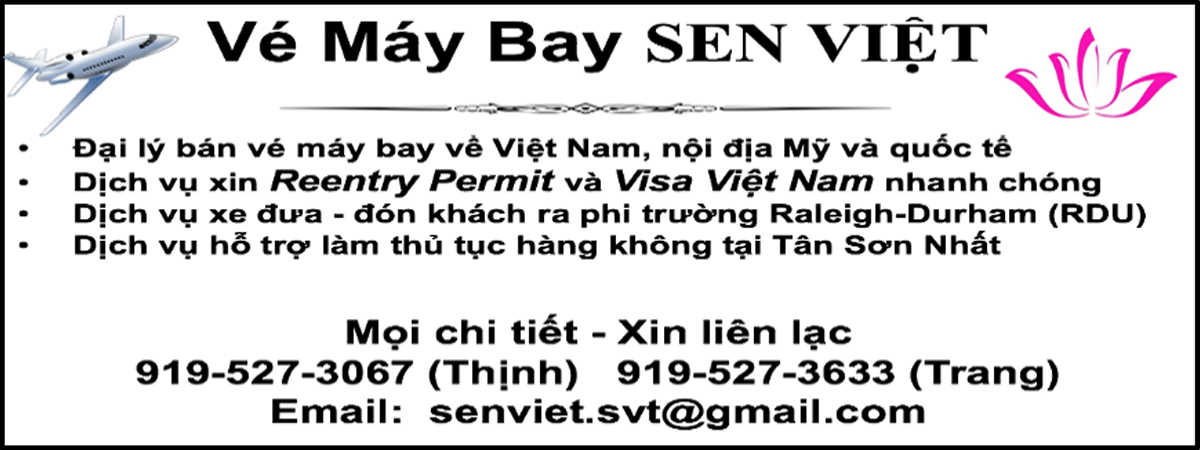 Vé Máy Bay SEN VIỆT
• Đại lý bán vé máy bay về Việt Nam, nội địa Mỹ và quốc tế
• Dịch vụ xin Reentry Permit và Visa Việt Nam nhanh chóng
• Dịch vụ xe đưa - đón khách ra phi trường Raleigh-Durham (RDU)
• Dịch vụ hỗ trợ làm thủ tục hàng không tại Tân Sơn Nhất
Mọi chi tiết - Xin liên lạc
919-527-3067 (Thịnh) 919-527-3633 (Trang)
Email: senviet.svt@gmail.com